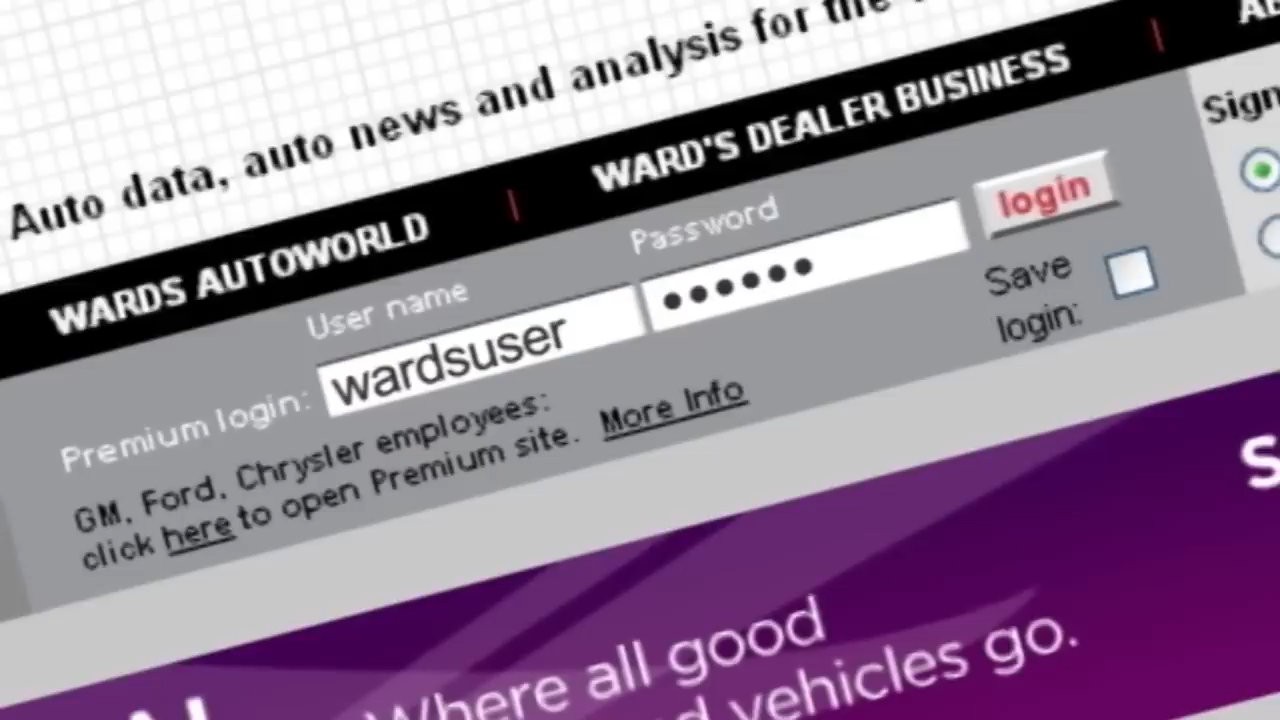 Auto data, auto news and analysis for the
WARDS AUTOWORLD | WARD'S DEALER BUSINESS |
Sign
User name Password
Premium login: wardsuser •••••• login
Save
login:
GM, Ford, Chrysler employees:
click here to open Premium site. More Info
Where all good
vehicles go.